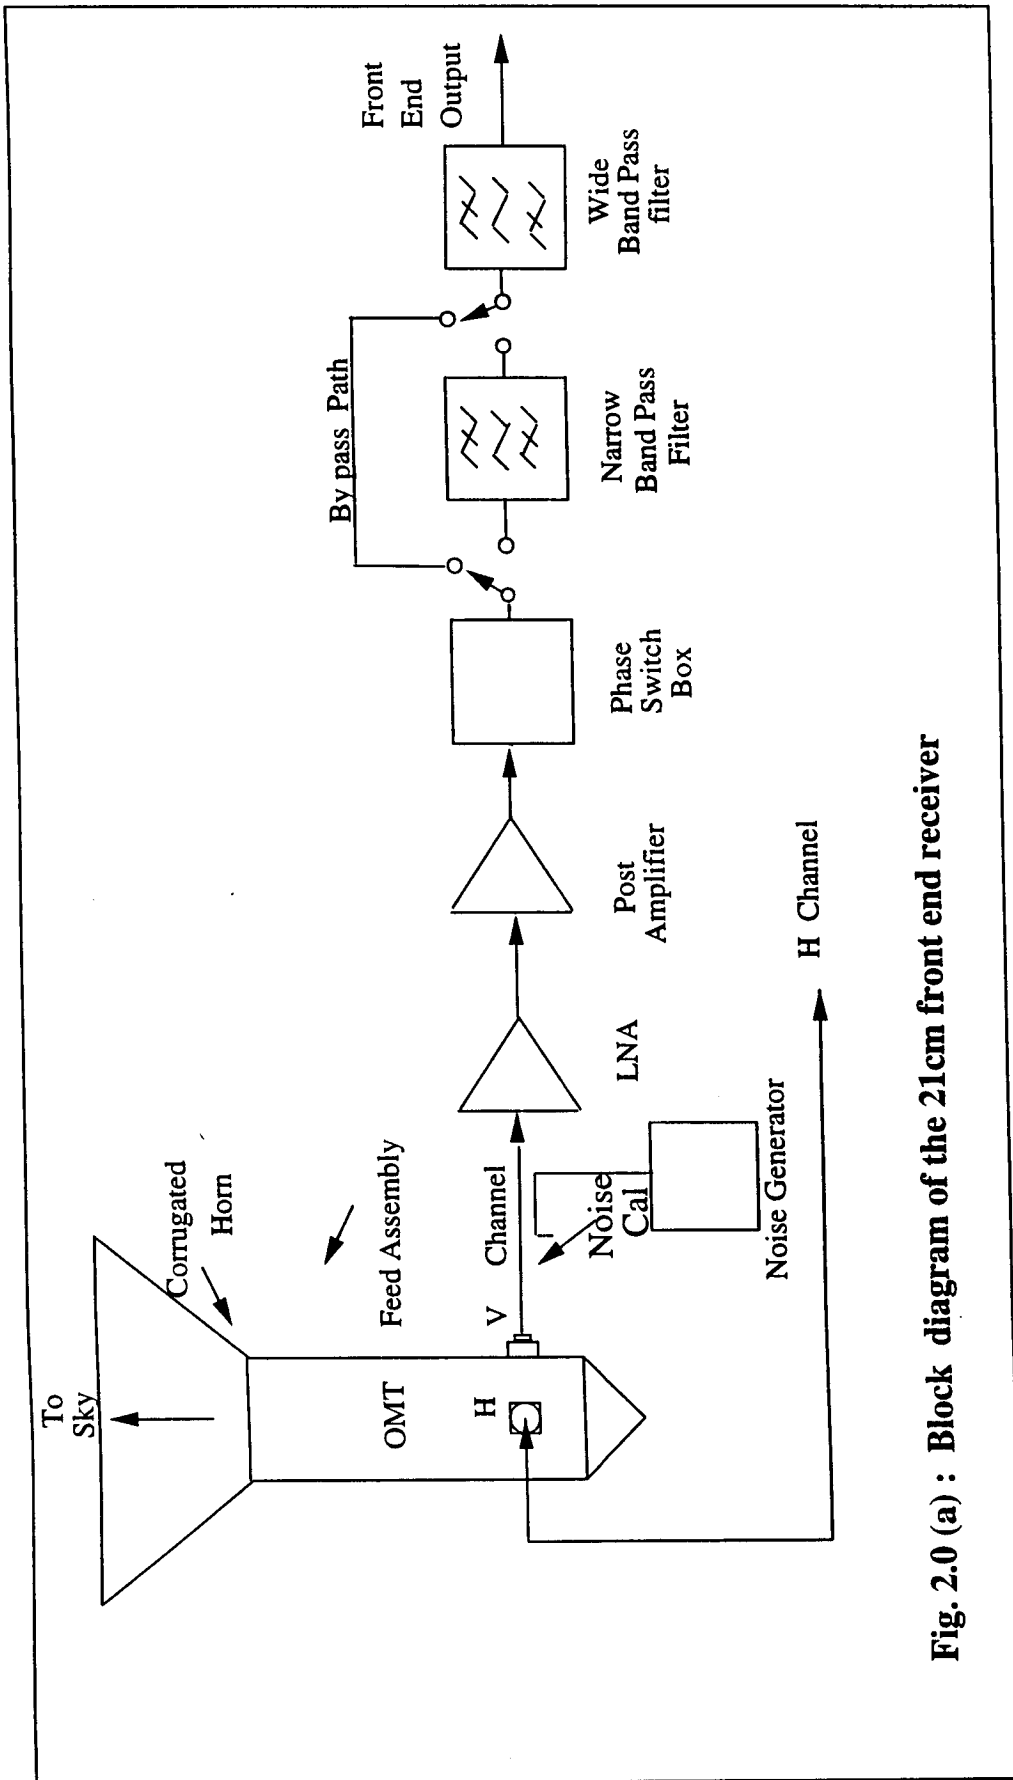 To
Sky
Corrugated
Horn
Feed Assembly
OMT
H
V Channel
Noise
Cal
Noise Generator
LNA
Post
Amplifier
Phase
Switch
Box
By pass Path
Narrow
Band Pass
Filter
Wide
Band Pass
filter
Front
End
Output
H Channel
Fig. 2.0 (a) : Block diagram of the 21cm front end receiver